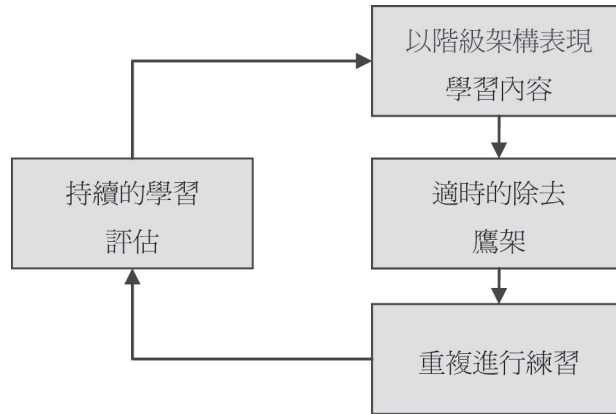 以階級架構表現
學習內容
持續的學習
評估
適時的除去
鷹架
重複進行練習